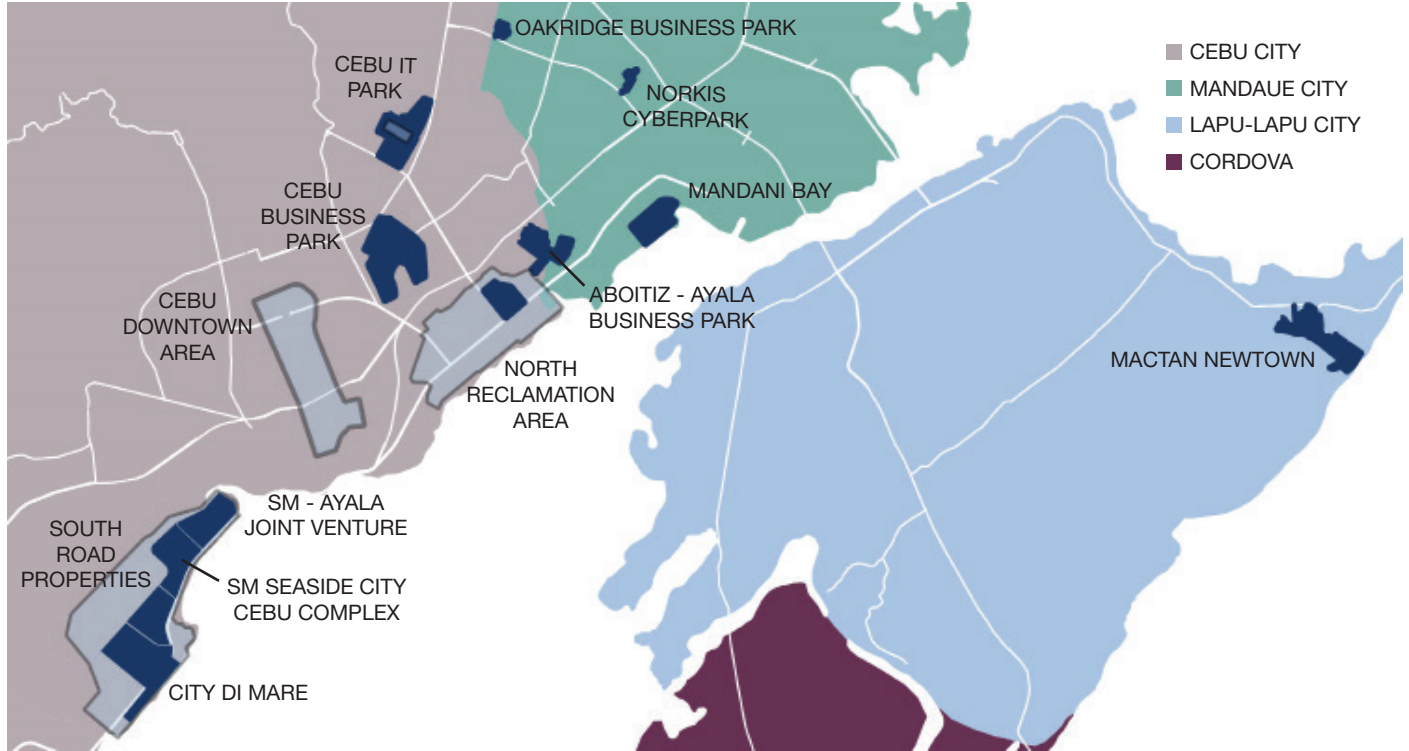 OAKRIDGE BUSINESS PARK
CEBU IT
PARK
NORKIS
CYBERPARK
CEBU CITY
MANDAUE CITY
LAPU-LAPU CITY
CORDOVA
CEBU
BUSINESS
PARK
MANDANI BAY
CEBU
DOWNTOWN
AREA
ABOITIZ - AYALA
BUSINESS PARK
MACTAN NEWTOWN
NORTH
RECLAMATION
AREA
SM - AYALA
JOINT VENTURE
SOUTH
ROAD
PROPERTIES
SM SEASIDE CITY
CEBU COMPLEX
CITY DI MARE